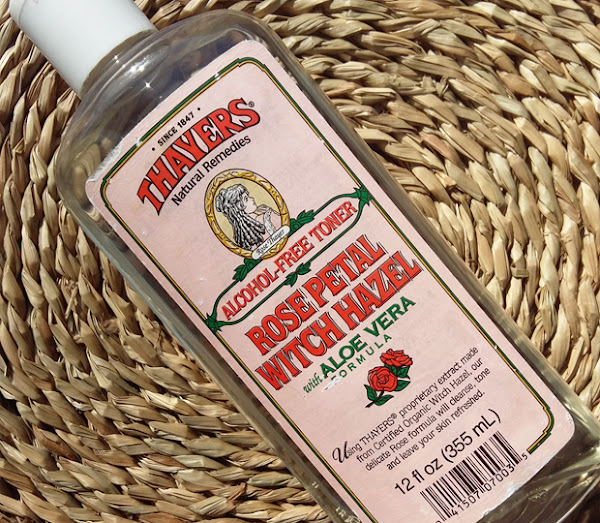 • SINCE 1847 •
THAYERS®
Natural Remedies
ALCOHOL-FREE TONER
ROSE PETAL
WITCH HAZEL
with ALOE VERA
FORMULA
Using THAYERS® proprietary extract made
from Certified Organic Witch Hazel, our
delicate Rose formula will cleanse, tone
and leave your skin refreshed.
12 fl oz (355 mL)